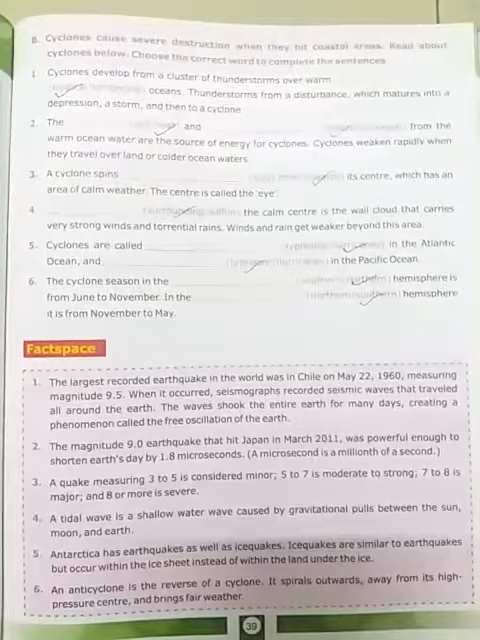 B. Cyclones cause severe destruction when they hit coastal areas. Read about
cyclones below. Choose the correct word to complete the sentences
1. Cyclones develop from a cluster of thunderstorms over warm
oceans. Thunderstorms from a disturbance, which matures into a
depression, a storm, and then to a cyclone
2. The and from the
warm ocean water are the source of energy for cyclones. Cyclones weaken rapidly when
they travel over land or colder ocean waters
3. A cyclone spins its centre, which has an
area of calm weather. The centre is called the 'eye'.
4. the calm centre is the wall cloud that carries
very strong winds and torrential rains. Winds and rain get weaker beyond this area.
5. Cyclones are called in the Atlantic
Ocean, and in the Pacific Ocean.
6. The cyclone season in the hemisphere is
from June to November. In the hemisphere
it is from November to May.
Factspace
1. The largest recorded earthquake in the world was in Chile on May 22, 1960, measuring
magnitude 9.5. When it occurred, seismographs recorded seismic waves that traveled
all around the earth. The waves shook the entire earth for many days, creating a
phenomenon called the free oscillation of the earth.
2. The magnitude 9.0 earthquake that hit Japan in March 2011, was powerful enough to
shorten earth's day by 1.8 microseconds. (A microsecond is a millionth of a second.)
3. A quake measuring 3 to 5 is considered minor; 5 to 7 is moderate to strong; 7 to 8 is
major; and 8 or more is severe.
4. A tidal wave is a shallow water wave caused by gravitational pulls between the sun,
moon, and earth.
5. Antarctica has earthquakes as well as icequakes. Icequakes are similar to earthquakes
but occur within the ice sheet instead of within the land under the ice.
6. An anticyclone is the reverse of a cyclone. It spirals outwards, away from its high-
pressure centre, and brings fair weather.
39